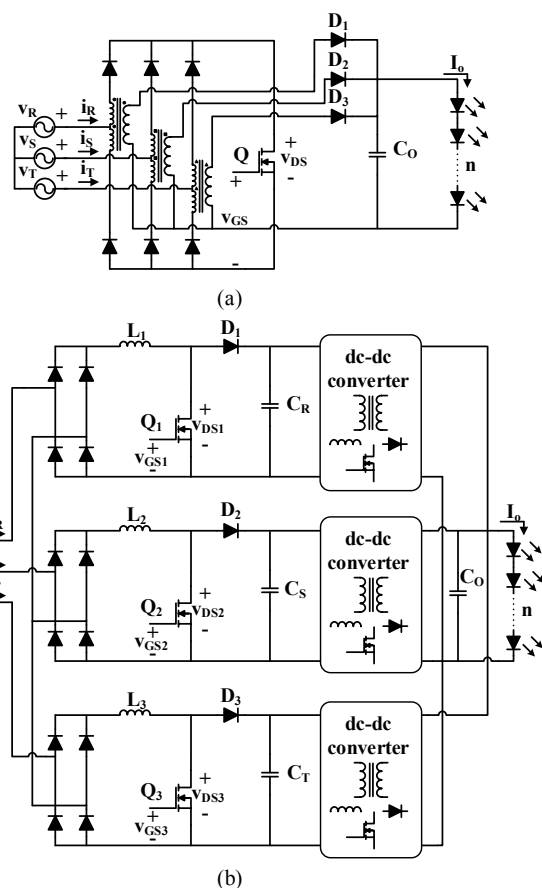 D1
D2
Io
vR + iR
D3
vS + iS
vT + iT
Q
+
vDS
-
CO
n
vGS
-
(a)
L1
D1
dc-dc
converter
Q1
+
vDS1
-
+
vGS1
-
CR
L2
D2
dc-dc
converter
Io
Q2
+
vDS2
-
+
vGS2
-
CS
CO
n
L3
D3
dc-dc
converter
Q3
+
vDS3
-
+
vGS3
-
CT
(b)